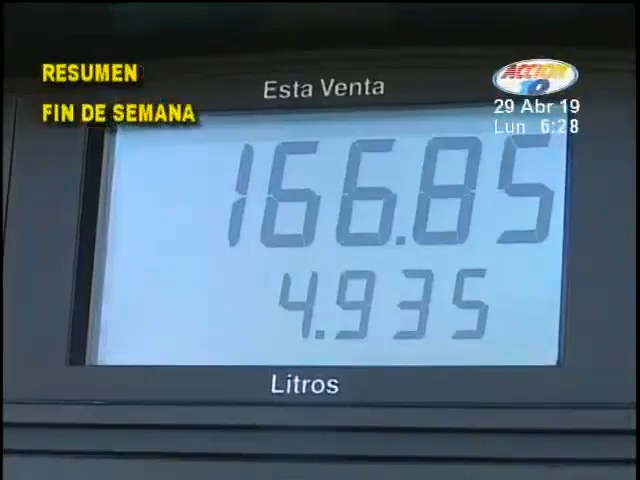 RESUMEN
FIN DE SEMANA
ACCION
10
29 Abr 19
Lun 6:28
Esta Venta
166.85
4.935
Litros